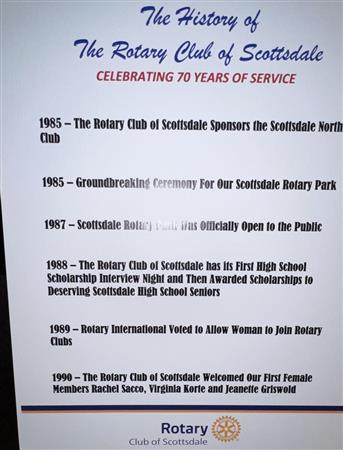 The History of
The Rotary Club of Scottsdale
CELEBRATING 70 YEARS OF SERVICE
1985 – The Rotary Club of Scottsdale Sponsors the Scottsdale North
Club
1985 – Groundbreaking Ceremony For Our Scottsdale Rotary Park
1987 – Scottsdale Rotary Park Was Officially Open to the Public
1988 – The Rotary Club of Scottsdale has its First High School
Scholarship Interview Night and Then Awarded Scholarships to
Deserving Scottsdale High School Seniors
1989 – Rotary International Voted to Allow Woman to Join Rotary
Clubs
1990 – The Rotary Club of Scottsdale Welcomed Our First Female
Members Rachel Sacco, Virginia Korte and Jeanette Griswold
Rotary
Club of Scottsdale